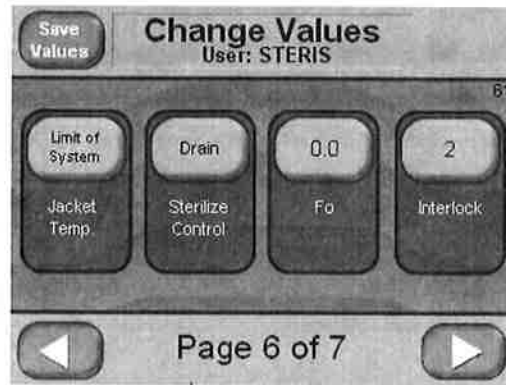 Save
Values
Change Values
User: STERIS
61
Limit of
System
Jacket
Temp
Drain
Sterilize
Control
0.0
Fo
2
Interlock
Page 6 of 7